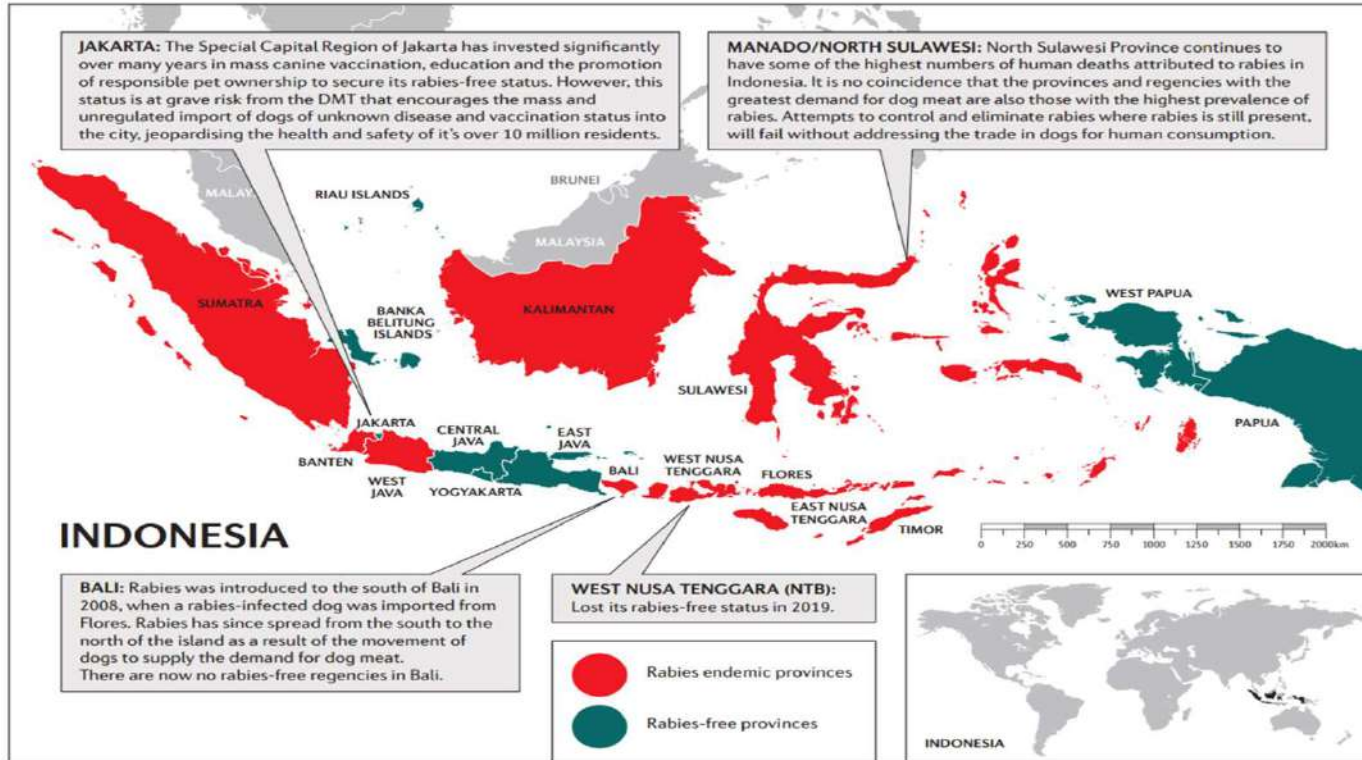 JAKARTA: The Special Capital Region of Jakarta has invested significantly
over many years in mass canine vaccination, education and the promotion
of responsible pet ownership to secure its rabies-free status. However, this
status is at grave risk from the DMT that encourages the mass and
unregulated import of dogs of unknown disease and vaccination status into
the city, jeopardising the health and safety of it's over 10 million residents.
MANADO/NORTH SULAWESI: North Sulawesi Province continues to
have some of the highest numbers of human deaths attributed to rabies in
Indonesia. It is no coincidence that the provinces and regencies with the
greatest demand for dog meat are also those with the highest prevalence of
rabies. Attempts to control and eliminate rabies where rabies is still present,
will fail without addressing the trade in dogs for human consumption.
MALAY
RIAU ISLANDS
BRUNEI
MALAYSIA
SUMATRA
BANKA
BELITUNG
ISLANDS
KALIMANTAN
WEST PAPUA
SULAWESI
PAPUA
JAKARTA
CENTRAL
JAVA
EAST
JAVA
BANTEN
WEST
JAVA
YOGYAKARTA
BALI
WEST NUSA
TENGGARA
FLORES
EAST NUSA
TENGGARA
TIMOR
0 250 500 750 1000 1250 1500 1750 2000km
INDONESIA
BALI: Rabies was introduced to the south of Bali in
2008, when a rabies-infected dog was imported from
Flores. Rabies has since spread from the south to the
north of the island as a result of the movement of
dogs to supply the demand for dog meat.
There are now no rabies-free regencies in Bali.
WEST NUSA TENGGARA (NTB):
Lost its rabies-free status in 2019.
Rabies endemic provinces
Rabies-free provinces
INDONESIA